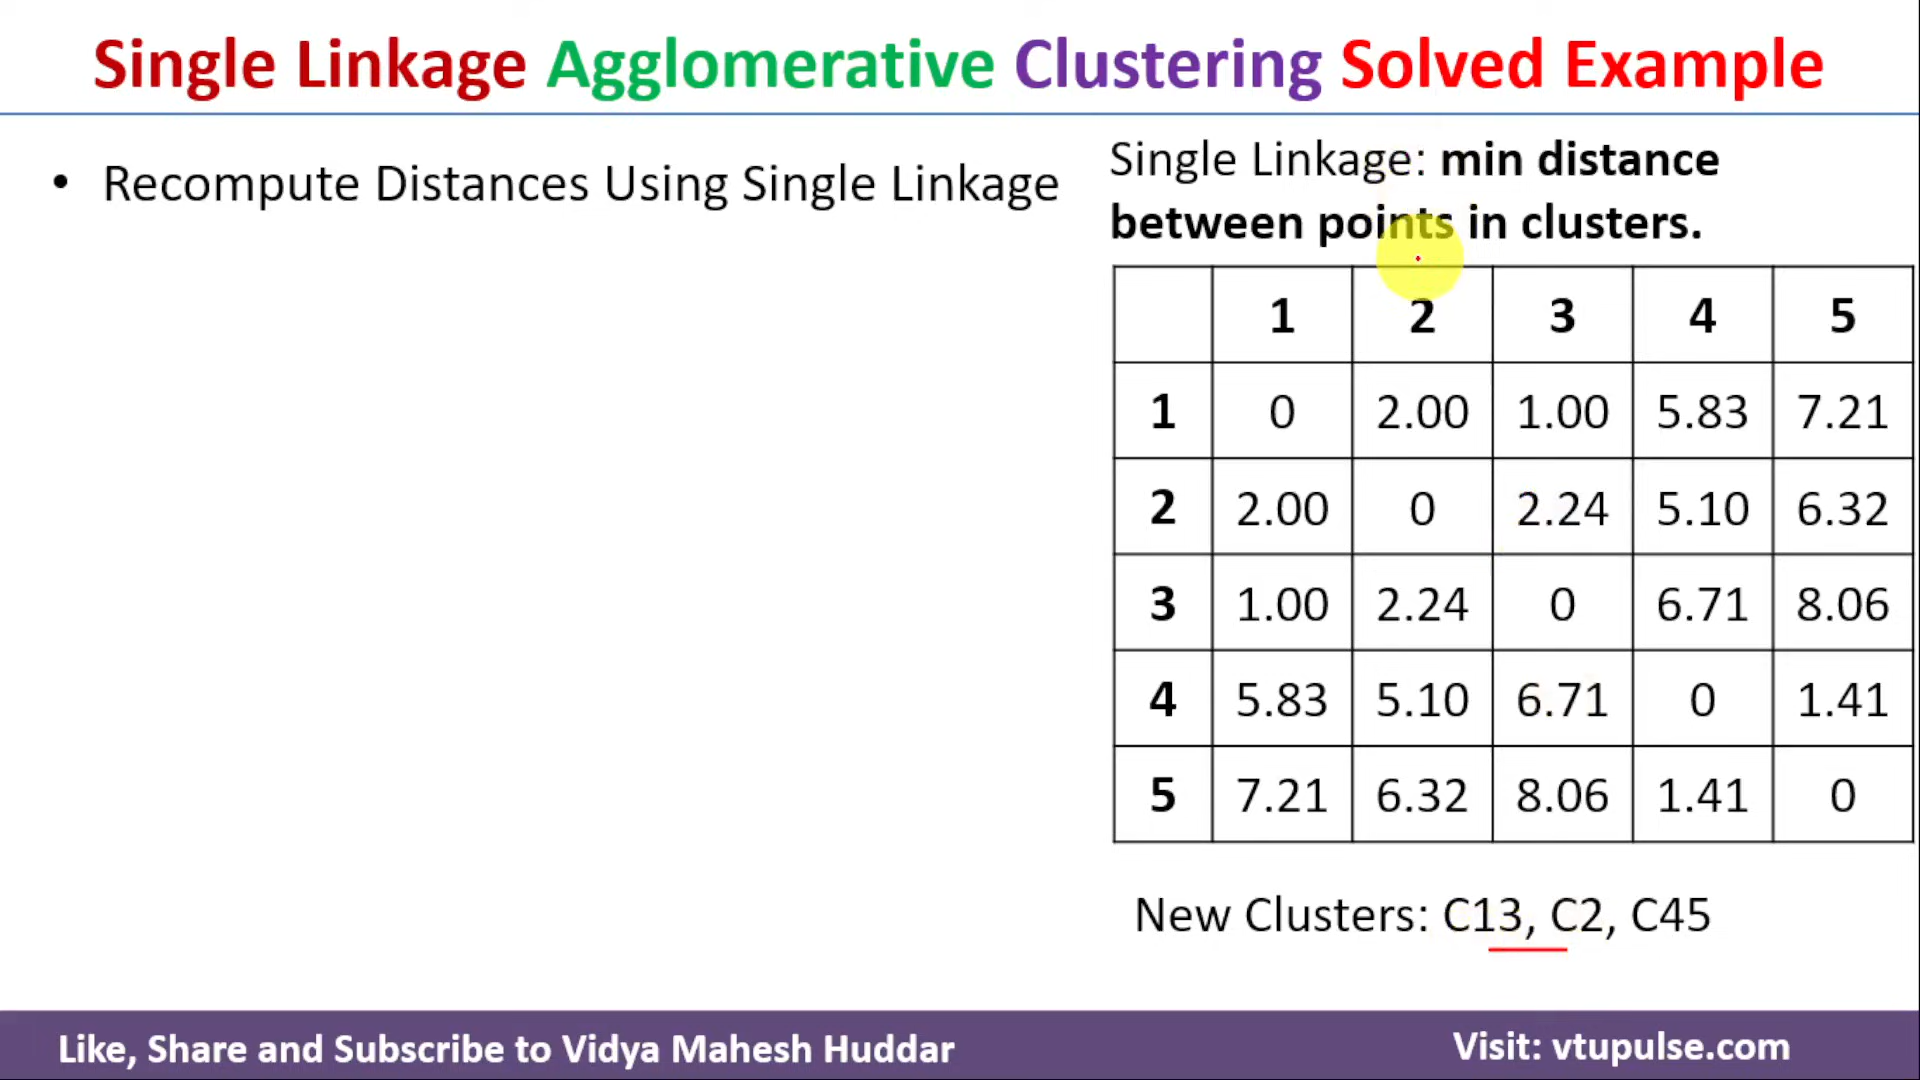 Single Linkage Agglomerative Clustering Solved Example
• Recompute Distances Using Single Linkage
Single Linkage: min distance
between points in clusters.
1 2 3 4 5
1 0 2.00 1.00 5.83 7.21
2 2.00 0 2.24 5.10 6.32
3 1.00 2.24 0 6.71 8.06
4 5.83 5.10 6.71 0 1.41
5 7.21 6.32 8.06 1.41 0
New Clusters: C13, C2, C45
Like, Share and Subscribe to Vidya Mahesh Huddar
Visit: vtupulse.com